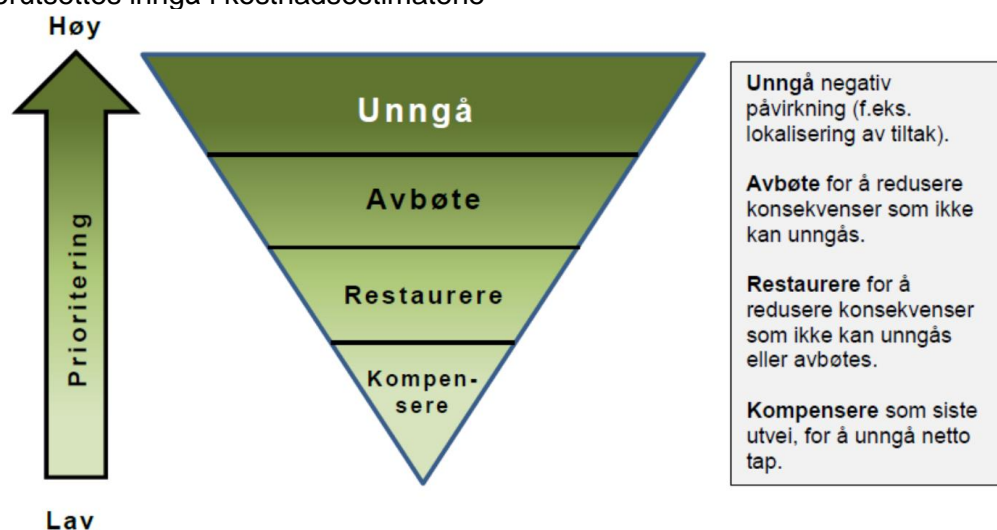 Høy
Unngå
Avbøte
Restaurere
Kompen-
sere
Prioritering
Lav
Unngå negativ
påvirkning (f.eks.
lokalisering av tiltak).
Avbøte for å redusere
konsekvenser som ikke
kan unngås.
Restaurere for å
redusere konsekvenser
som ikke kan unngås
eller avbøtes.
Kompensere som siste
utvei, for å unngå netto
tap.